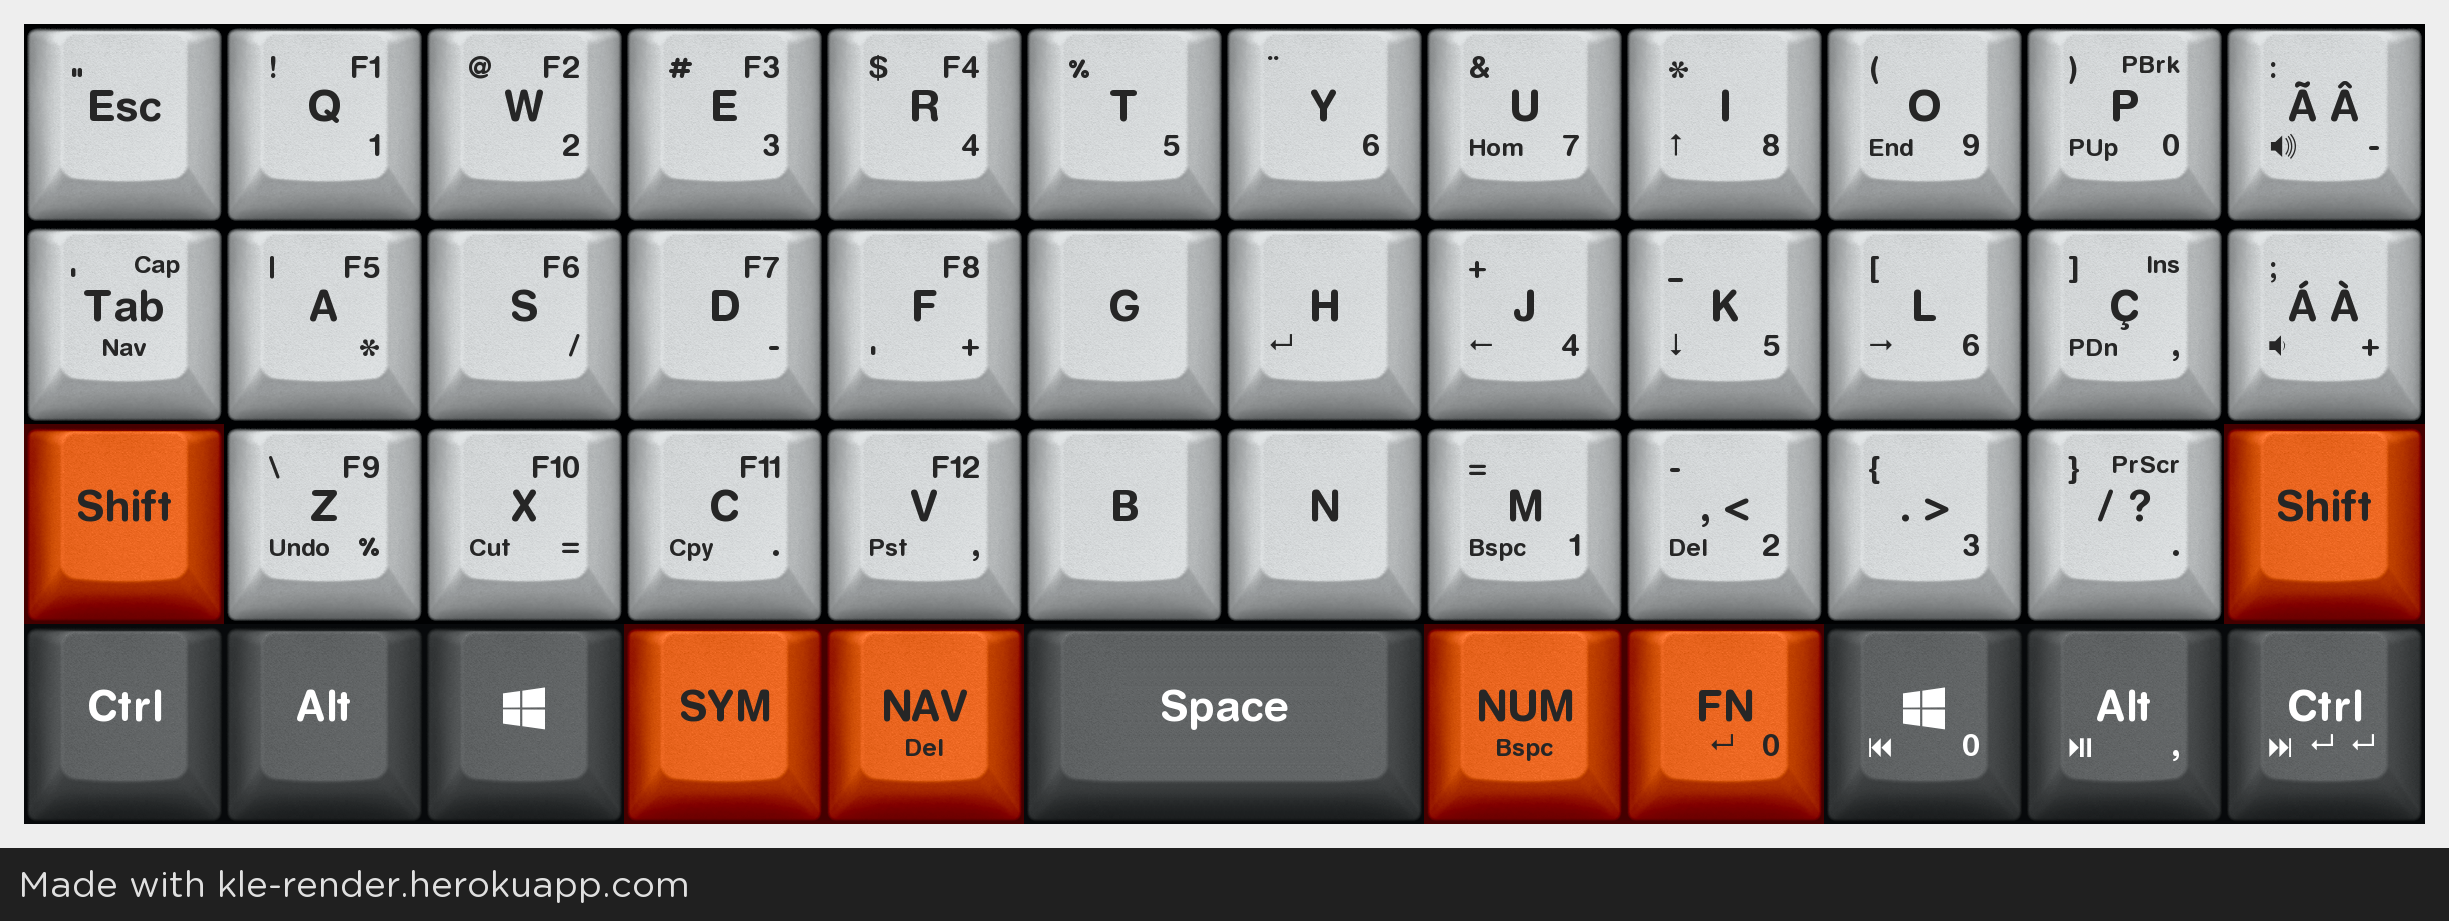 " ! F1 @ F2 # F3 $ F4 % ¨ & * ( ) PBrk :
Esc Q W E R T Y U I O P Ã Â
1 2 3 4 5 6 Hom 7 ↑ 8 End 9 PUp 0 🔊 -
' Cap | F5 F6 F7 F8 + _ [ ] Ins ;
Tab A S D F G H J K L Ç Á À
Nav * / - ' + ↵ ← 4 ↓ 5 → 6 PDn , 🔉 +
\ F9 F10 F11 F12 = - { } PrScr
Shift Z X C V B N M , < . > / ? Shift
Undo % Cut = Cpy . Pst , Bspc 1 Del 2 3 .
Ctrl Alt SYM NAV Space NUM FN Alt Ctrl
Del Bspc ↵ 0 ⏮ 0 ⏯ , ⏭ ↵ ↵
Made with kle-render.herokuapp.com